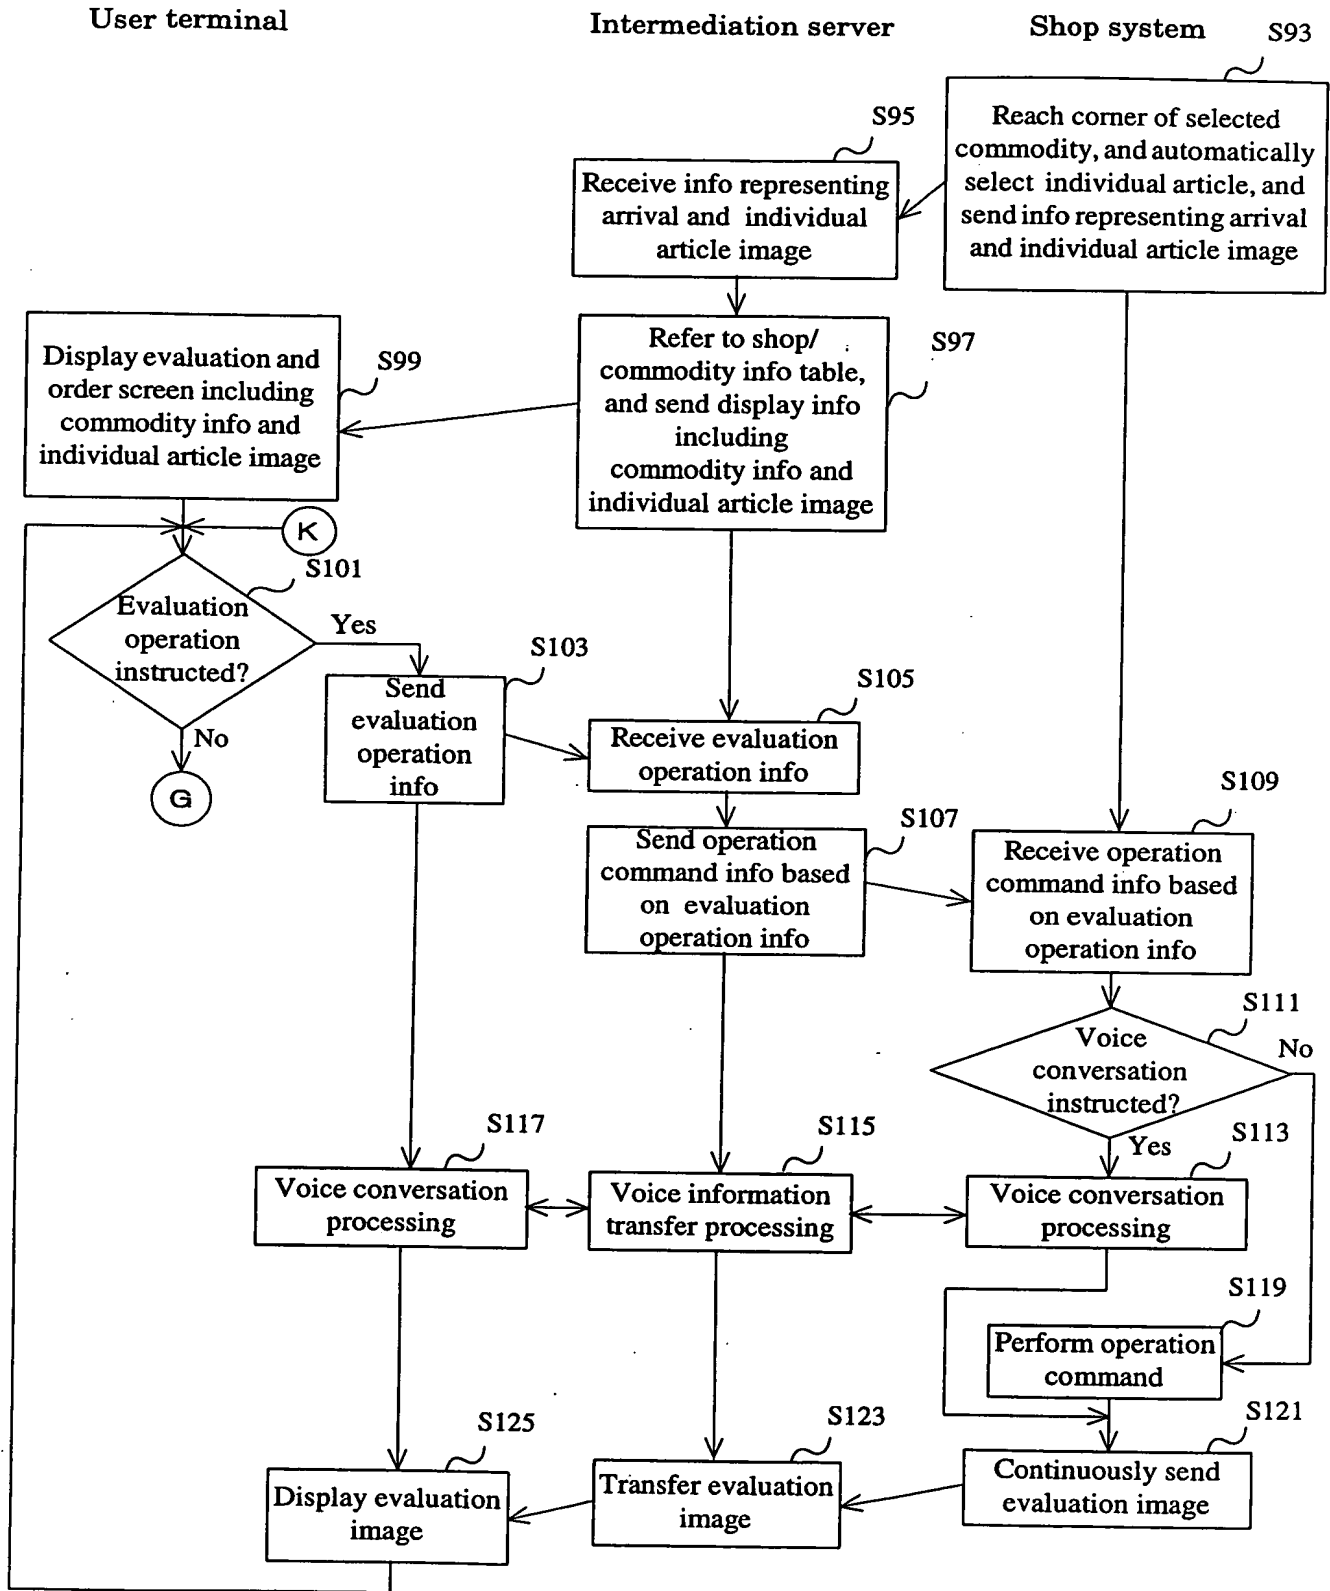 User terminal
Intermediation server
Shop system
S93
Reach corner of selected
commodity, and automatically
select individual article, and
send info representing arrival
and individual article image
S95
Receive info representing
arrival and individual
article image
S97
Refer to shop/
commodity info table,
and send display info
including
commodity info and
individual article image
S99
Display evaluation and
order screen including
commodity info and
individual article image
K
S101
Evaluation
operation
instructed?
Yes
No
G
S103
Send
evaluation
operation
info
S105
Receive evaluation
operation info
S107
Send operation
command info based
on evaluation
operation info
S109
Receive operation
command info based
on evaluation
operation info
S111
Voice
conversation
instructed?
No
Yes
S117
Voice conversation
processing
S115
Voice information
transfer processing
S113
Voice conversation
processing
S119
Perform operation
command
S125
Display evaluation
image
S123
Transfer evaluation
image
S121
Continuously send
evaluation image